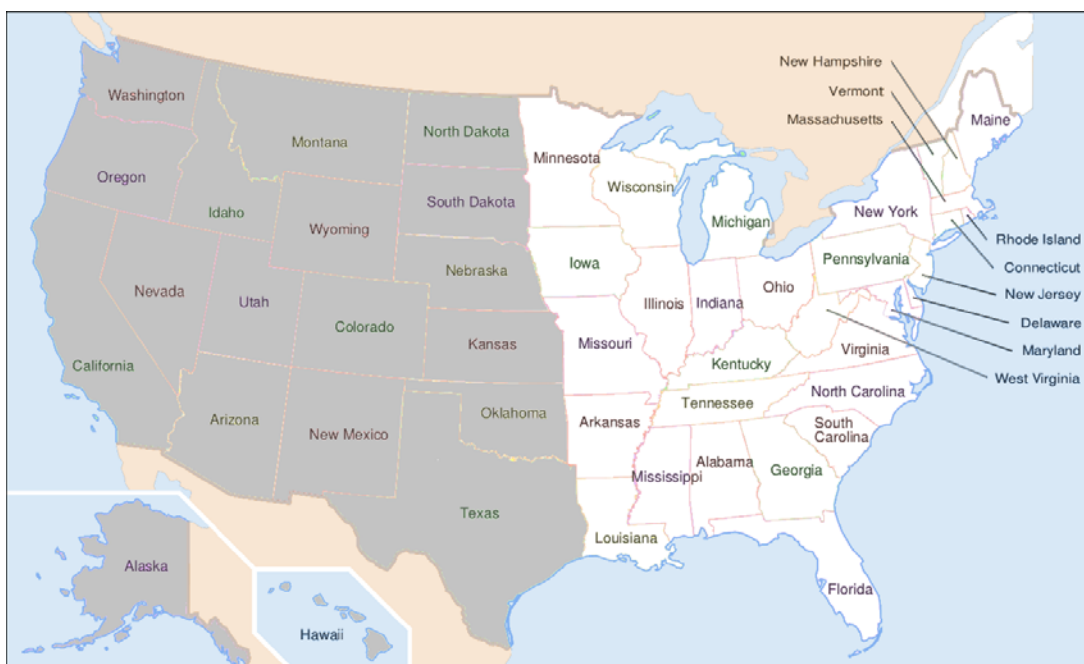 New Hampshire
Vermont
Massachusetts
Washington
Montana
North Dakota
Minnesota
Maine
Oregon
Idaho
Wyoming
South Dakota
Wisconsin
Michigan
New York
Rhode Island
Connecticut
New Jersey
Delaware
Maryland
West Virginia
Nevada
Utah
Colorado
Nebraska
Iowa
Illinois
Indiana
Ohio
Pennsylvania
California
Kansas
Missouri
Kentucky
Virginia
Arizona
New Mexico
Oklahoma
Arkansas
Tennessee
North Carolina
South
Carolina
Mississippi
Alabama
Georgia
Texas
Louisiana
Florida
Alaska
Hawaii